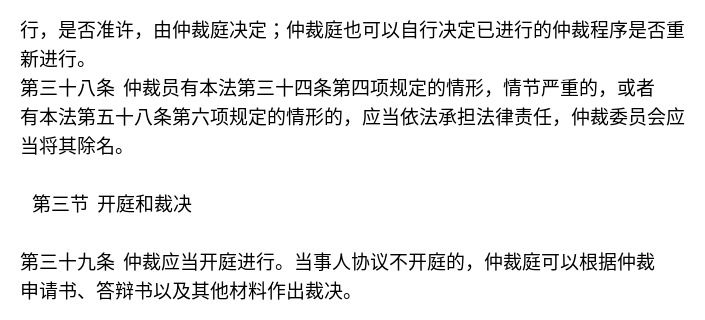 行，是否准许，由仲裁庭决定；仲裁庭也可以自行决定已进行的仲裁程序是否重
新进行。
第三十八条 仲裁员有本法第三十四条第四项规定的情形，情节严重的，或者
有本法第五十八条第六项规定的情形的，应当依法承担法律责任，仲裁委员会应
当将其除名。
第三节 开庭和裁决
第三十九条 仲裁应当开庭进行。当事人协议不开庭的，仲裁庭可以根据仲裁
申请书、答辩书以及其他材料作出裁决。